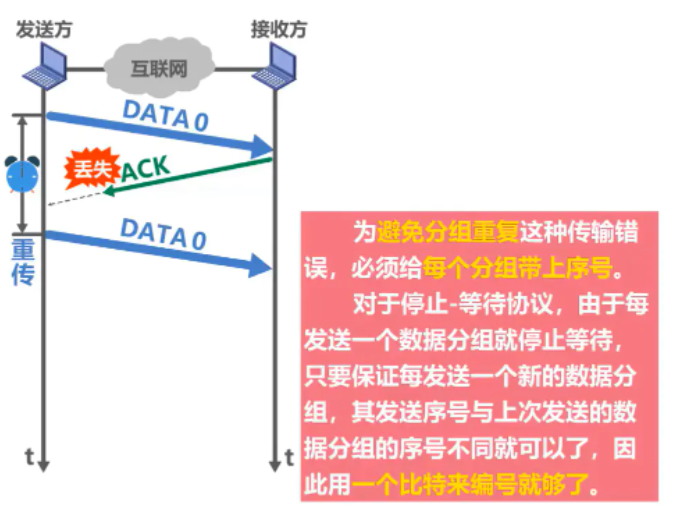 发送方
接收方
互联网
DATA 0
丢失
ACK
DATA 0
重传
t
t
为避免分组重复这种传输错
误，必须给每个分组带上序号。
对于停止-等待协议，由于每
发送一个数据分组就停止等待，
只要保证每发送一个新的数据分
组，其发送序号与上次发送的数
据分组的序号不同就可以了，因
此用一个比特来编号就够了。